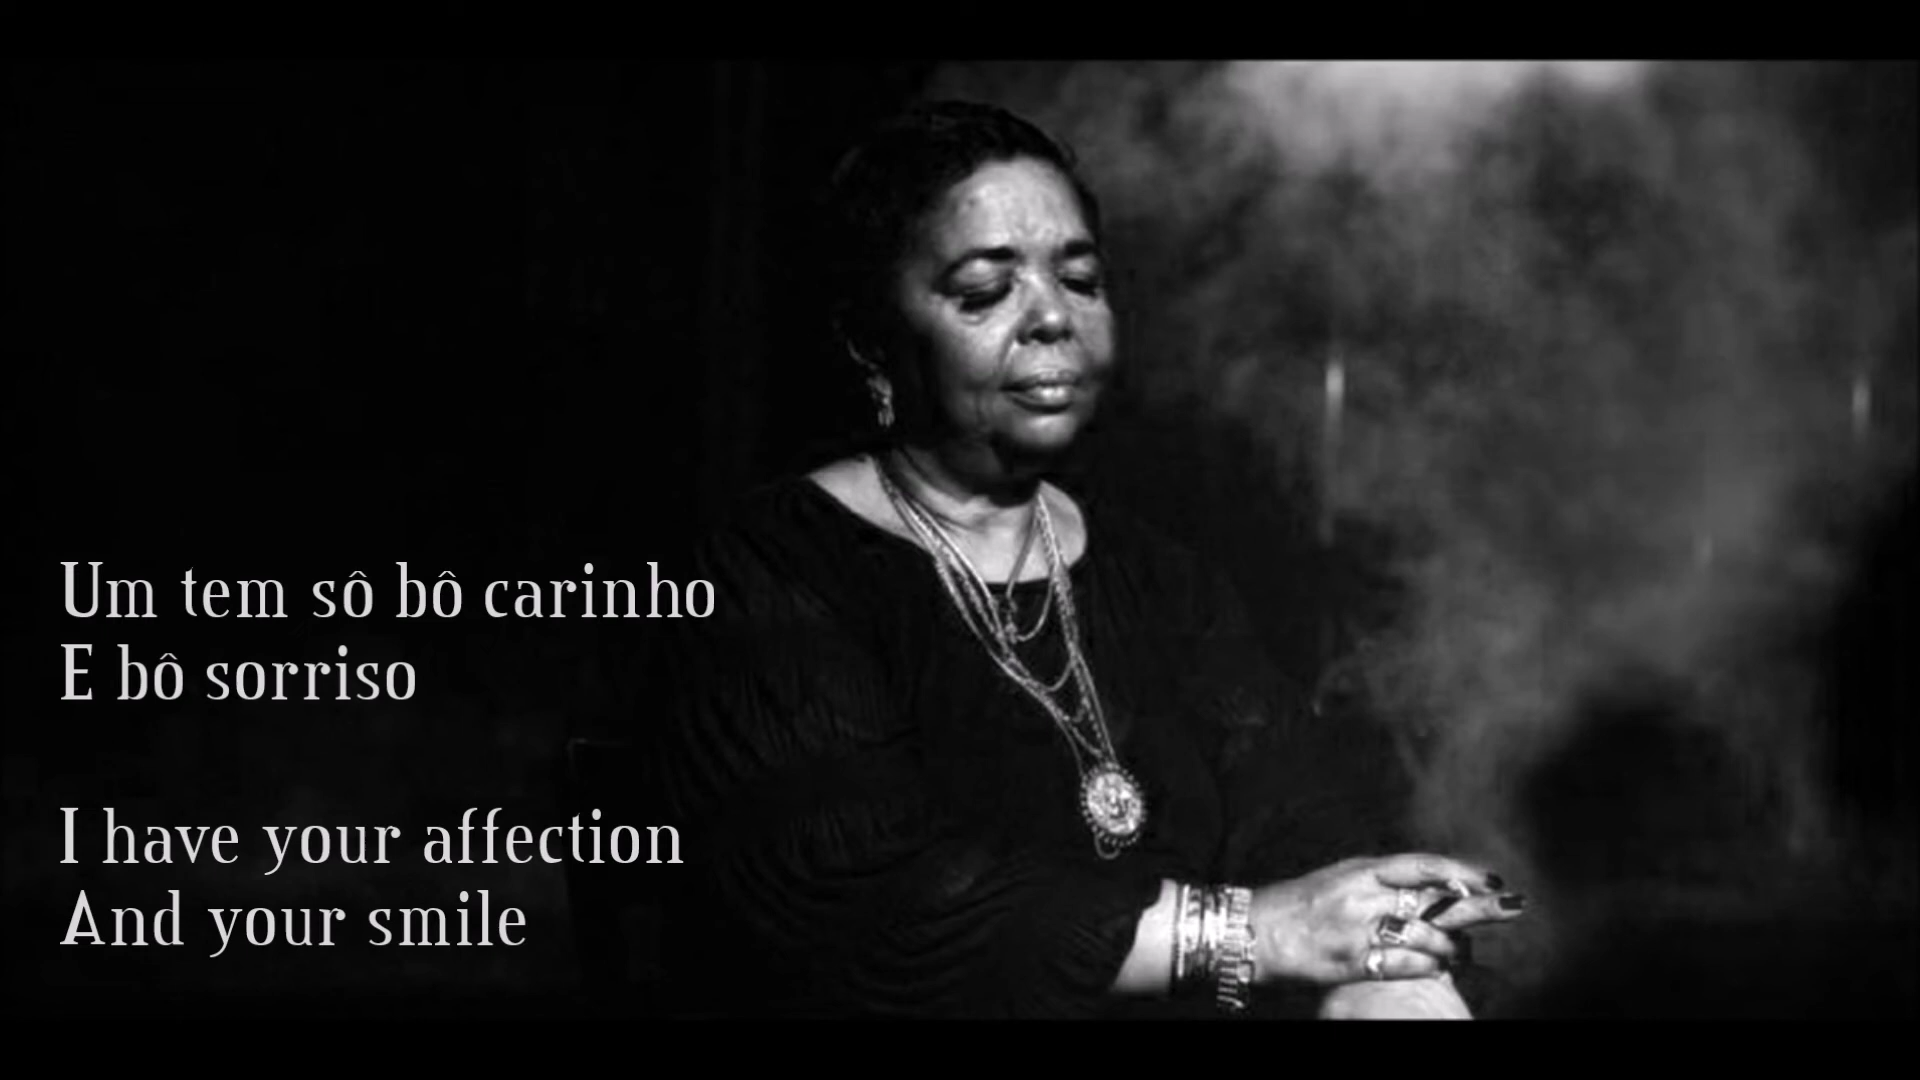 Um tem sô bô carinho
E bô sorriso
I have your affection
And your smile